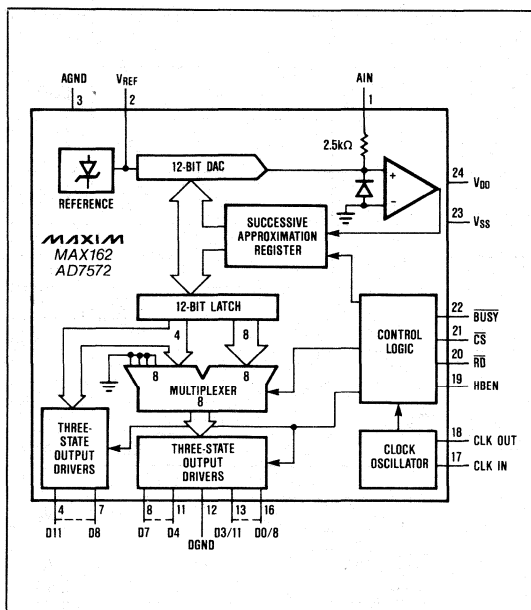 AGND
3
VREF
2
AIN
1
2.5kΩ
12-BIT DAC
REFERENCE
+
−
24
VDD
23
VSS
SUCCESSIVE
APPROXIMATION
REGISTER
MAXIM
MAX162
AD7572
12-BIT LATCH
4
8
8
8
MULTIPLEXER
8
CONTROL
LOGIC
22
BUSY
21
CS
20
RD
19
HBEN
THREE-
STATE
OUTPUT
DRIVERS
THREE-STATE
OUTPUT
DRIVERS
CLOCK
OSCILLATOR
18
CLK OUT
17
CLK IN
4 7 8 11 12 13 16
D11 D8 D7 D4 D3/11 D0/8
DGND